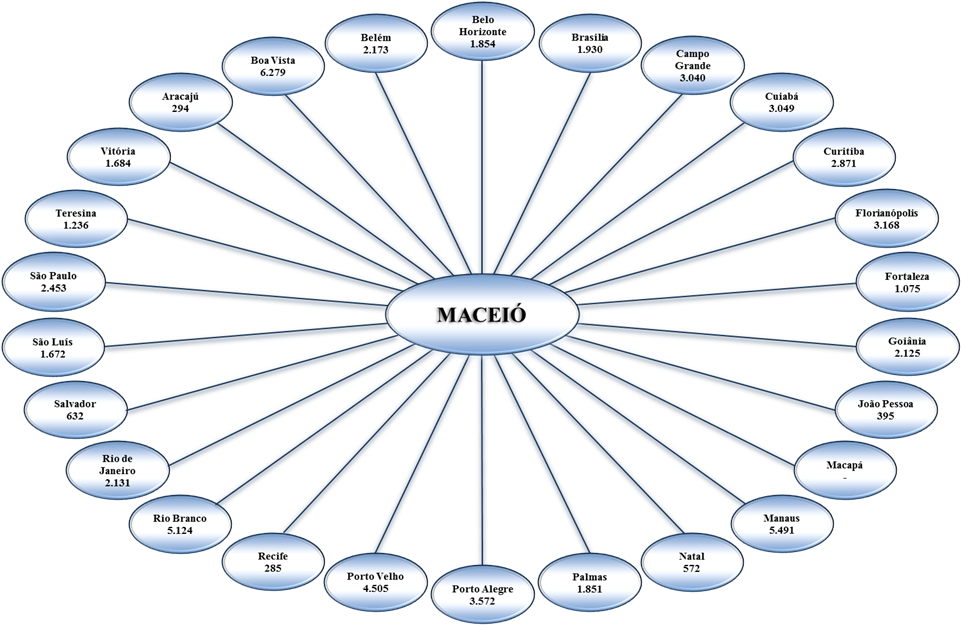 Belo
Horizonte
1.854
Brasília
1.930
Campo
Grande
3.040
Cuiabá
3.049
Curitiba
2.871
Florianópolis
3.168
Fortaleza
1.075
Goiânia
2.125
João Pessoa
395
Macapá
-
Manaus
5.491
Natal
572
Palmas
1.851
Porto Alegre
3.572
Porto Velho
4.505
Recife
285
Rio Branco
5.124
Rio de
Janeiro
2.131
Salvador
632
São Luís
1.672
São Paulo
2.453
Teresina
1.236
Vitória
1.684
Aracajú
294
Boa Vista
6.279
Belém
2.173
MACEIÓ